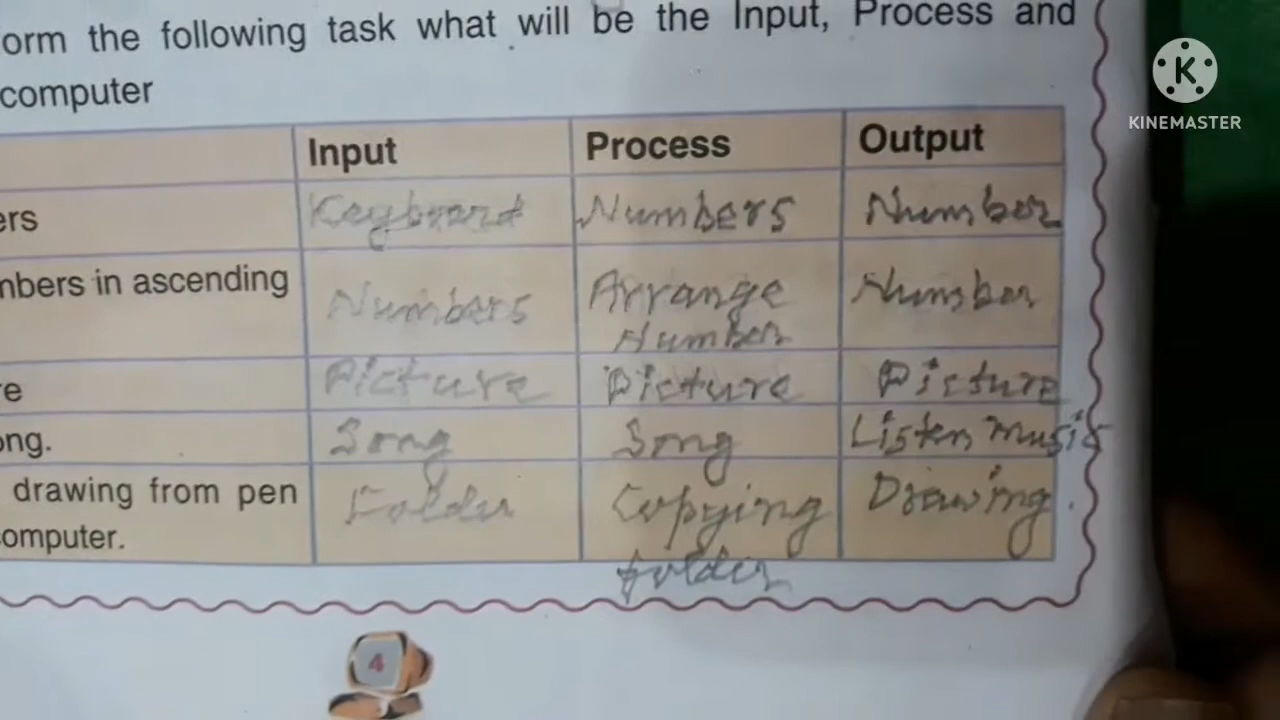 orm the following task what will be the Input, Process and
computer
Input Process Output
ers Keyboard Numbers Number
mbers in ascending Numbers Arrange Number
Number
re Picture Picture Picture
ong. Song Song Listen music
drawing from pen Folder Copying Drawing.
omputer. folder
4
K
KINEMASTER